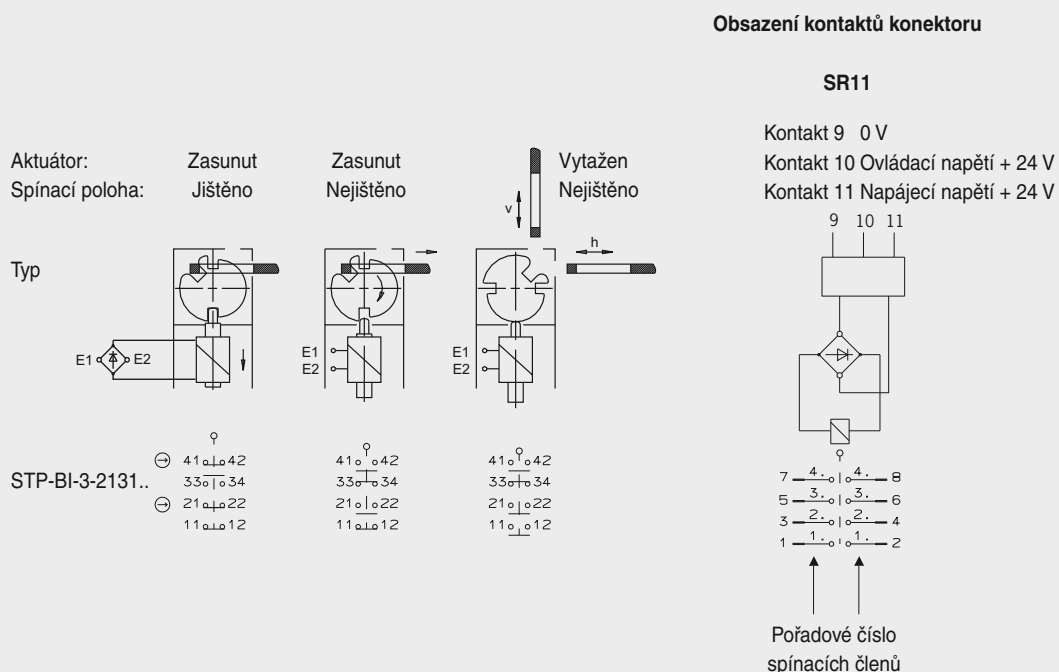 Obsazení kontaktů konektoru
SR11
Kontakt 9 0 V
Kontakt 10 Ovládací napětí + 24 V
Kontakt 11 Napájecí napětí + 24 V
Aktuátor: Zasunut Zasunut Vytažen
Spínací poloha: Jištěno Nejištěno Nejištěno
v
h
9 10 11
Typ
E1 E2
E1
E2
E1
E2
41 42 41 42 41 42
STP-BI-3-2131.. 33 34 33 34 33 34
21 22 21 22 21 22
11 12 11 12 11 12
7 4. 4. 8
5 3. 3. 6
3 2. 2. 4
1 1. 1. 2
Pořadové číslo
spínacích členů